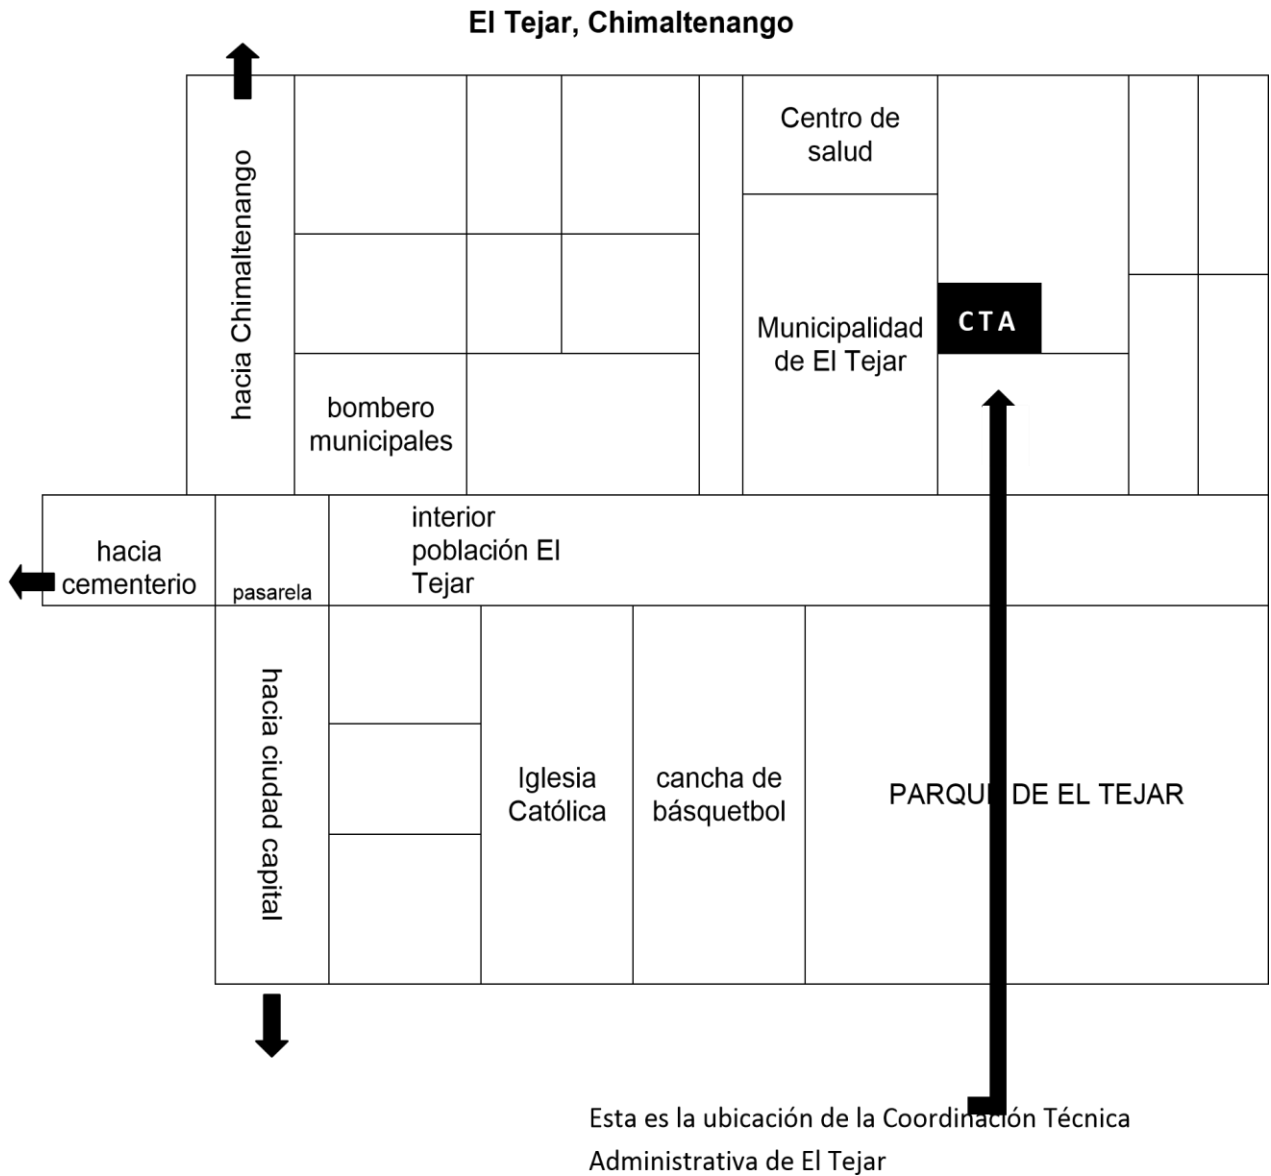 El Tejar, Chimaltenango
hacia Chimaltenango
Centro de
salud
Municipalidad
de El Tejar
CTA
bombero
municipales
interior
población El
Tejar
hacia
cementerio
pasarela
hacia ciudad capital
Iglesia
Católica
cancha de
básquetbol
PARQUE DE EL TEJAR
Esta es la ubicación de la Coordinación Técnica
Administrativa de El Tejar